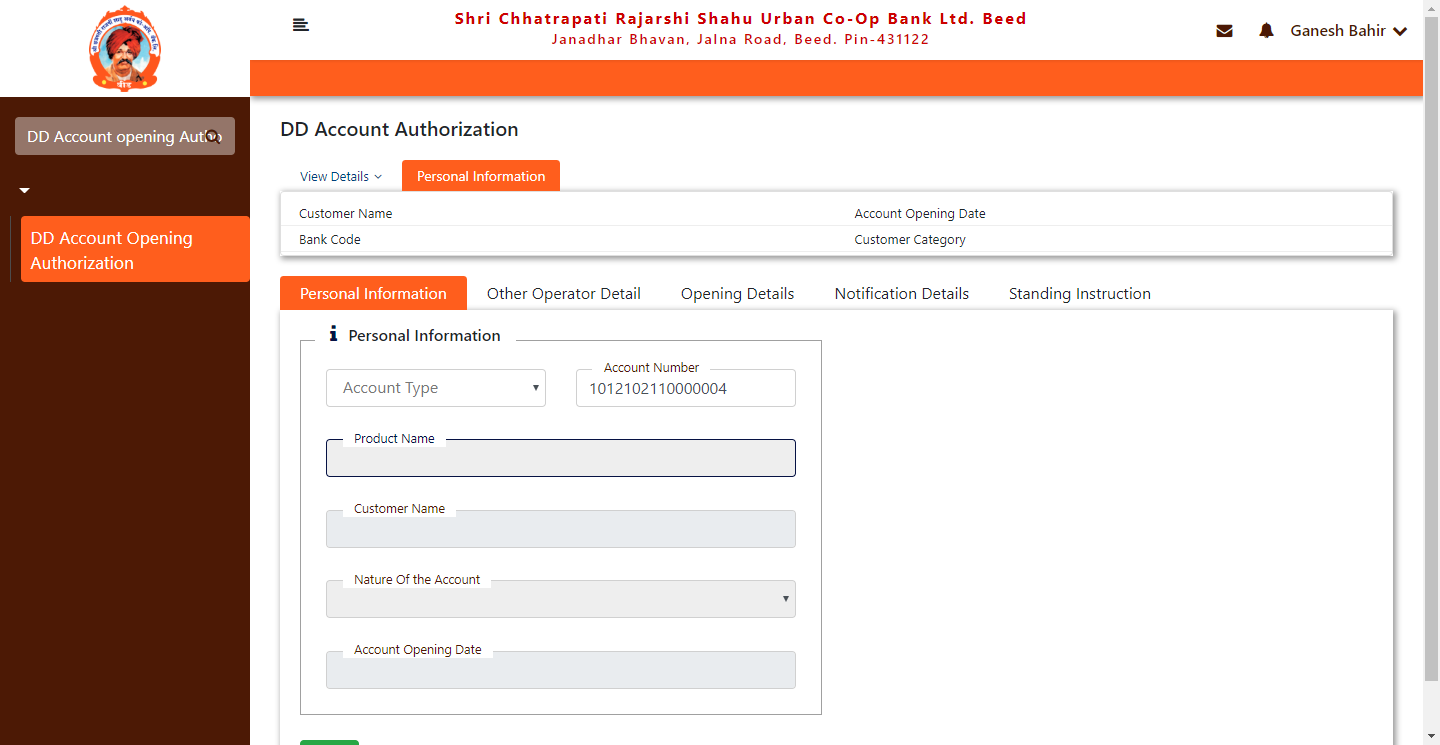 Shri Chhatrapati Rajarshi Shahu Urban Co-Op Bank Ltd. Beed
Janadhar Bhavan, Jalna Road, Beed. Pin-431122
Ganesh Bahir
बीड
DD Account opening Autho
DD Account Opening
Authorization
DD Account Authorization
View Details
Personal Information
Customer Name
Account Opening Date
Bank Code
Customer Category
Personal Information
Other Operator Detail
Opening Details
Notification Details
Standing Instruction
Personal Information
Account Type
Account Number
1012102110000004
Product Name
Customer Name
Nature Of the Account
Account Opening Date